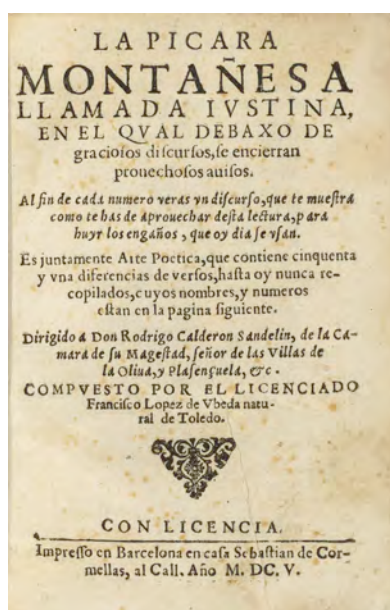 LA PICARA
MONTAÑESA
LLAMADA IVSTINA,
EN EL QVAL DEBAXO DE
graciosos discursos, se encierran
prouechosos auisos.
Al fin de cada numero veras vn discurso, que te muestra
como te has de aprouechar desta lectura, para
huyr los engaños, que oy dia se vsan.
Es juntamente Arte Poetica, que contiene cinquenta
y vna diferencias de versos, hasta oy nunca re-
copilados, cuyos nombres, y numeros
estan en la pagina siguiente.
Dirigido a Don Rodrigo Calderon Sandelin, de la Ca-
mara de su Magestad, señor de las Villas de
la Oliua, y Plasençuela, &c.
COMPVESTO POR EL LICENCIADO
Francisco Lopez de Vbeda natu-
ral de Toledo.
CON LICENCIA.
Impresso en Barcelona en casa Sebastian de Cor-
mellas, al Call. Año M. DC. V.